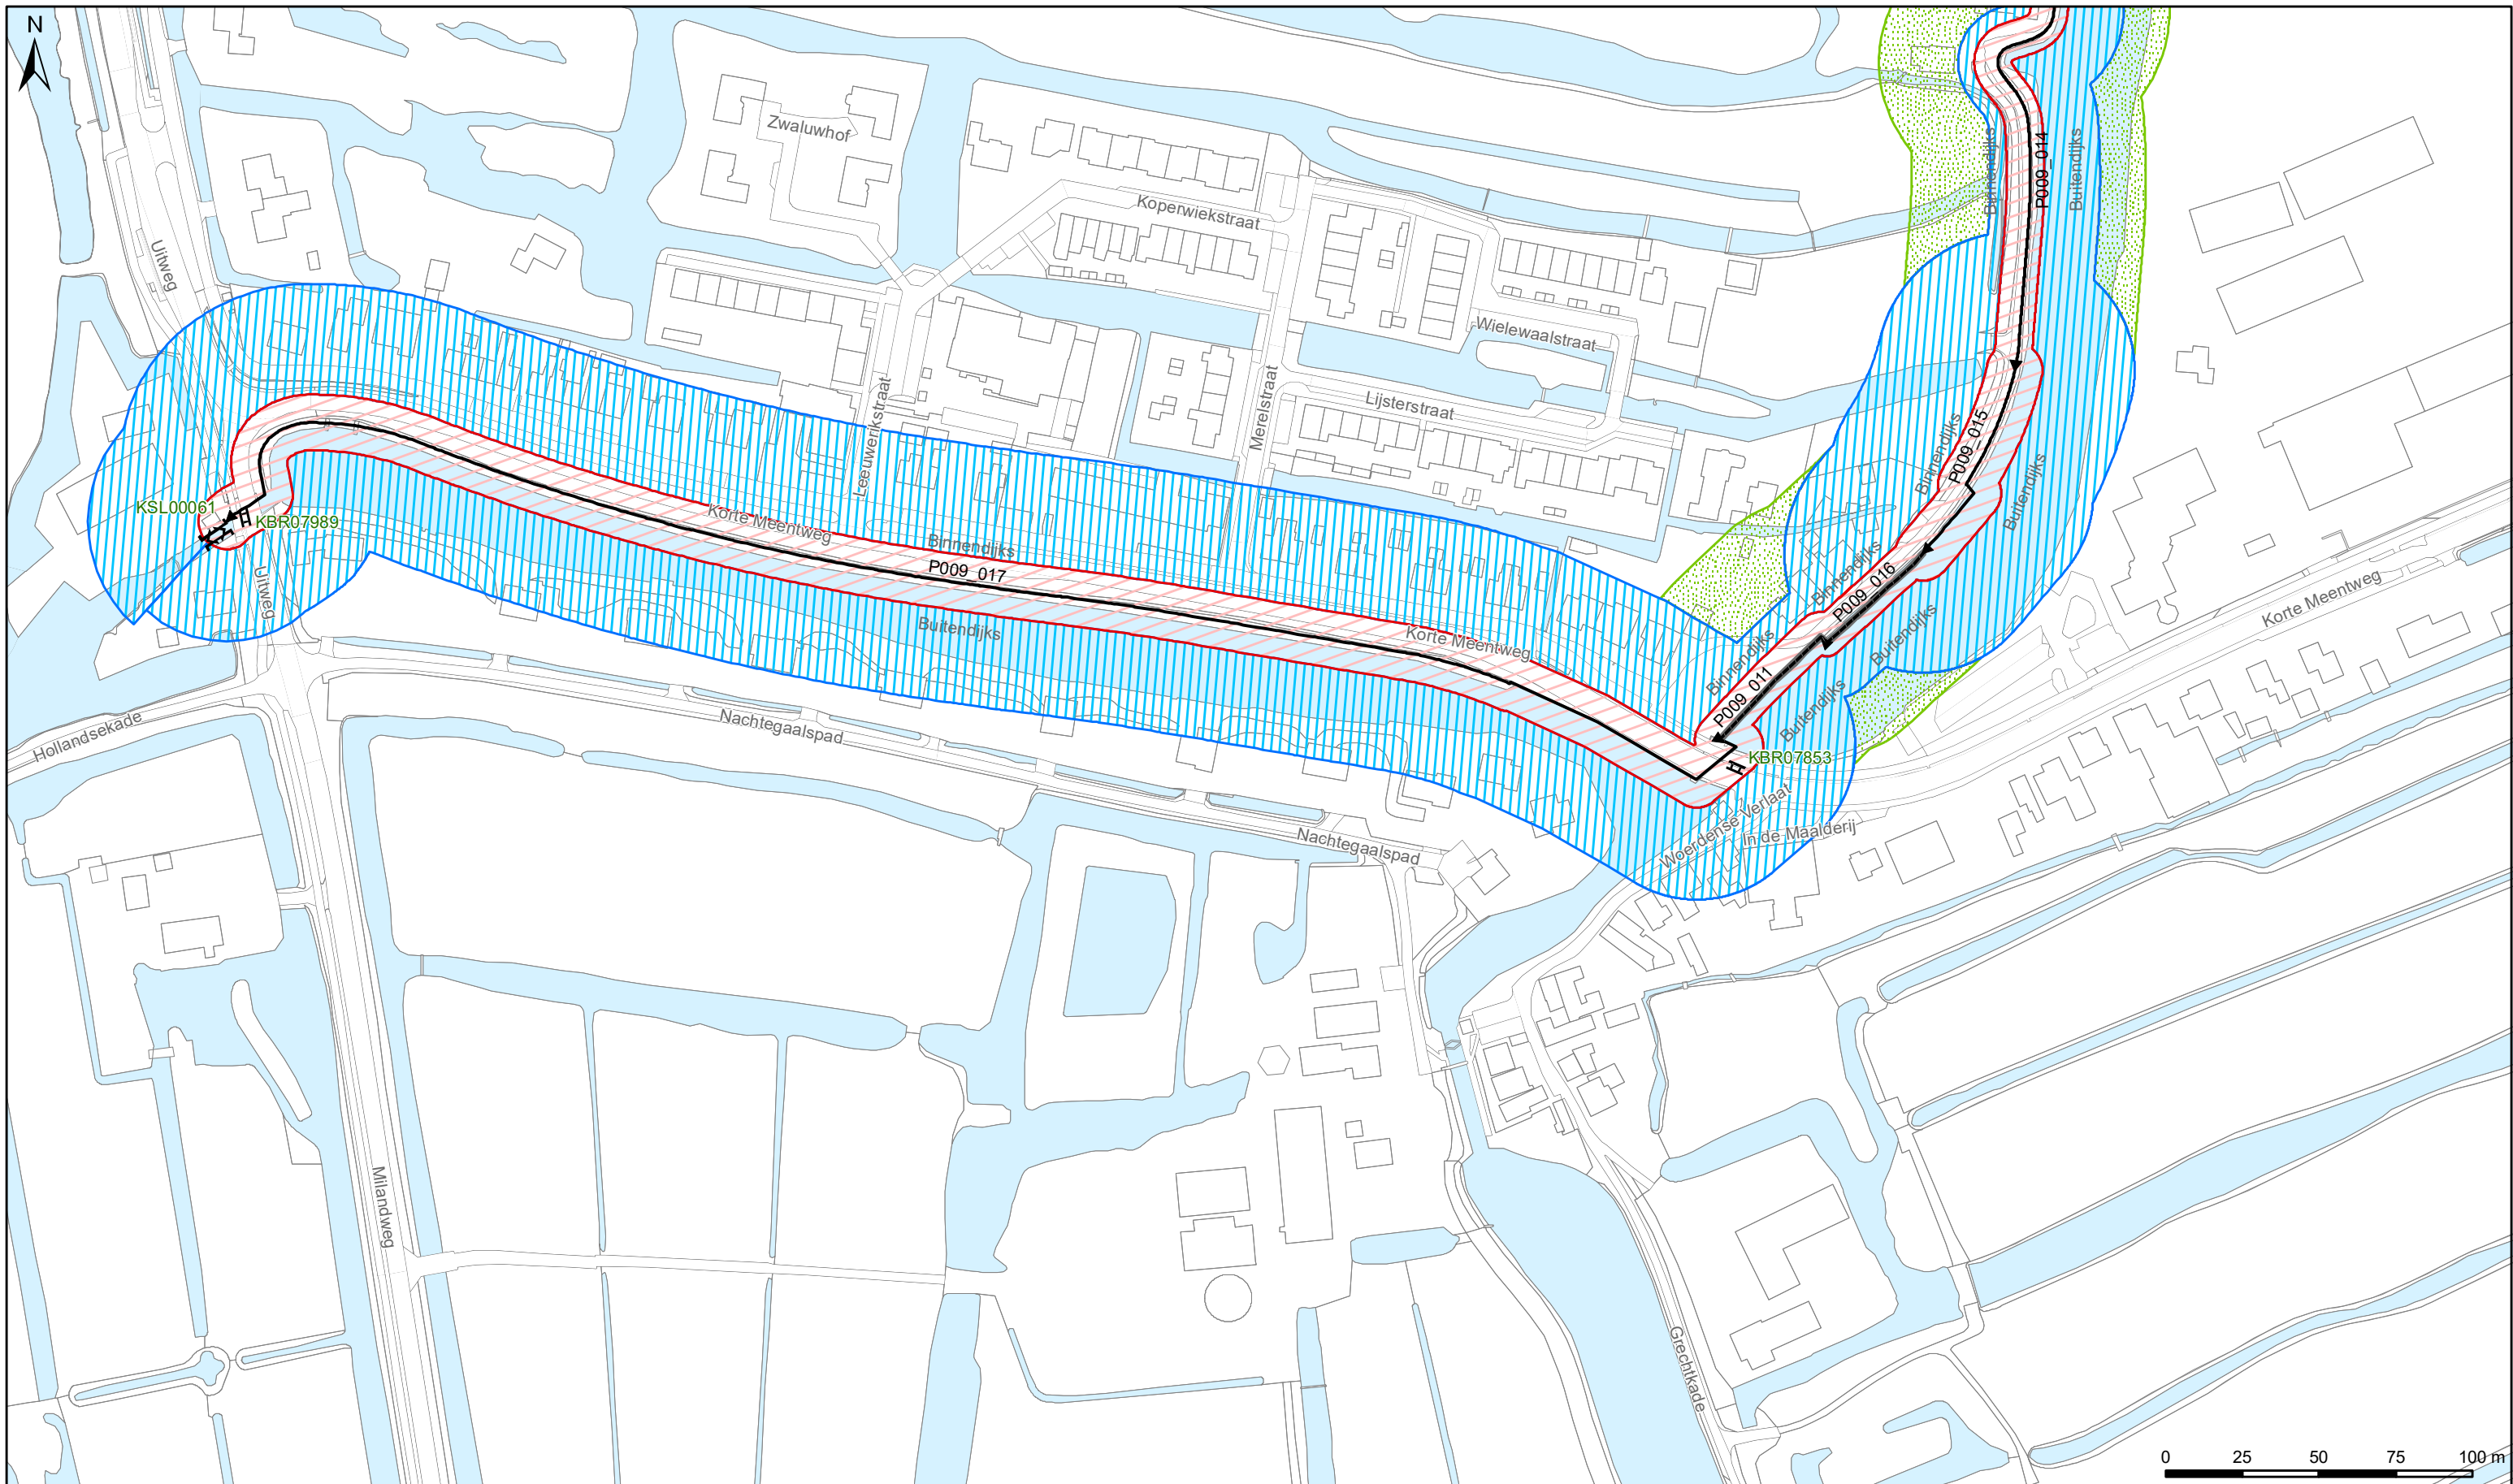 N
Zwaluwhof
Koperwiekstraat
Uitweg
Binnendijks
P009_014
Buitendijks
Wielewaalstraat
Leeuwerikstraat
Merelstraat
Lijsterstraat
Binnendijks
P009_015
Buitendijks
KSL00061
KBR07989
Korte Meentweg
Binnendijks
P009_017
Buitendijks
Korte Meentweg
Binnendijks
P009_016
Buitendijks
Binnendijks
P009_011
Buitendijks
Korte Meentweg
Uitweg
Hollandsekade
Nachtegaalspad
KBR07853
Woerdense Verlaat
In de Maalderij
Nachtegaalspad
Milandweg
Grechtkade
0 25 50 75 100 m